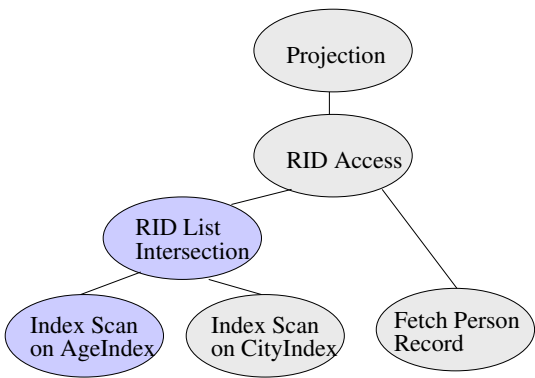 Projection
RID Access
RID List
Intersection
Index Scan
on AgeIndex
Index Scan
on CityIndex
Fetch Person
Record